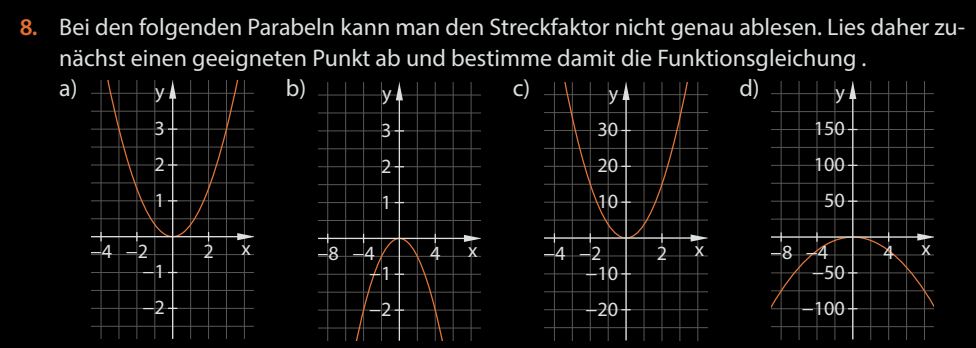 8. Bei den folgenden Parabeln kann man den Streckfaktor nicht genau ablesen. Lies daher zu-
nächst einen geeigneten Punkt ab und bestimme damit die Funktionsgleichung .
a) b) c) d)
y y y y
3 3 30 150
2 2 20 100
1 1 10 50
−4 −2 2 x −8 −4 4 x −4 −2 2 x −8 −4 4 x
−1 −1 −10 −50
−2 −2 −20 −100